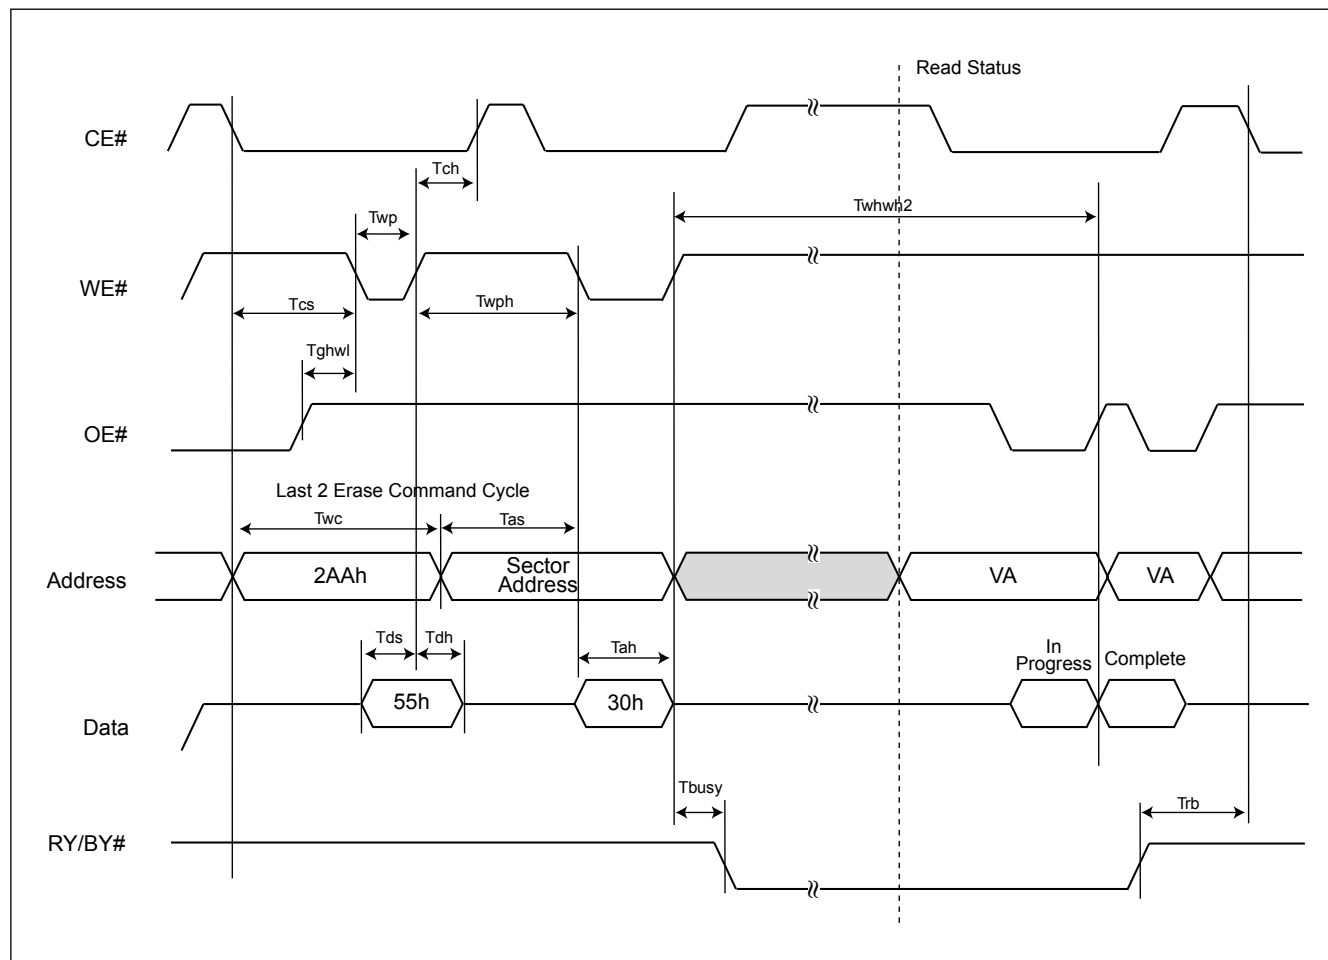 Read Status
CE#
Tch
Twhwh2
Twp
WE#
Tcs
Twph
Tghwl
OE#
Last 2 Erase Command Cycle
Twc
Tas
Address
2AAh
Sector
Address
VA
VA
Tds
Tdh
Tah
In
Progress
Complete
55h
30h
Data
Tbusy
Trb
RY/BY#